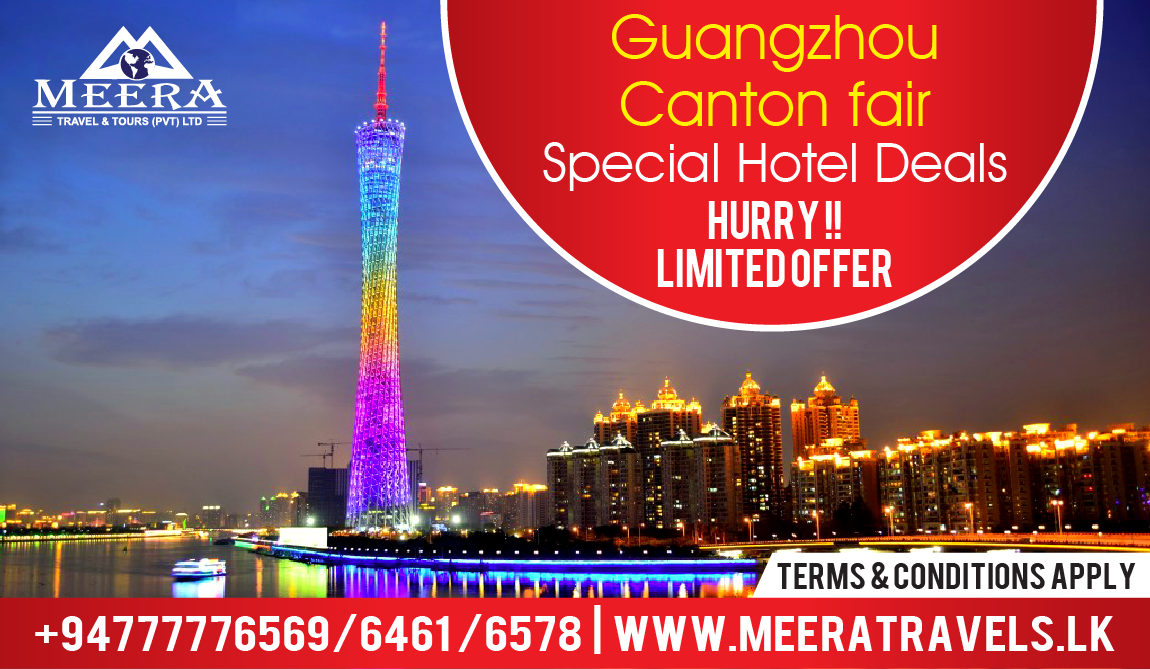 MEERA
TRAVEL & TOURS (PVT) LTD
Guangzhou
Canton fair
Special Hotel Deals
HURRY !!
LIMITED OFFER
TERMS & CONDITIONS APPLY
+94777776569/6461/6578 | WWW.MEERATRAVELS.LK